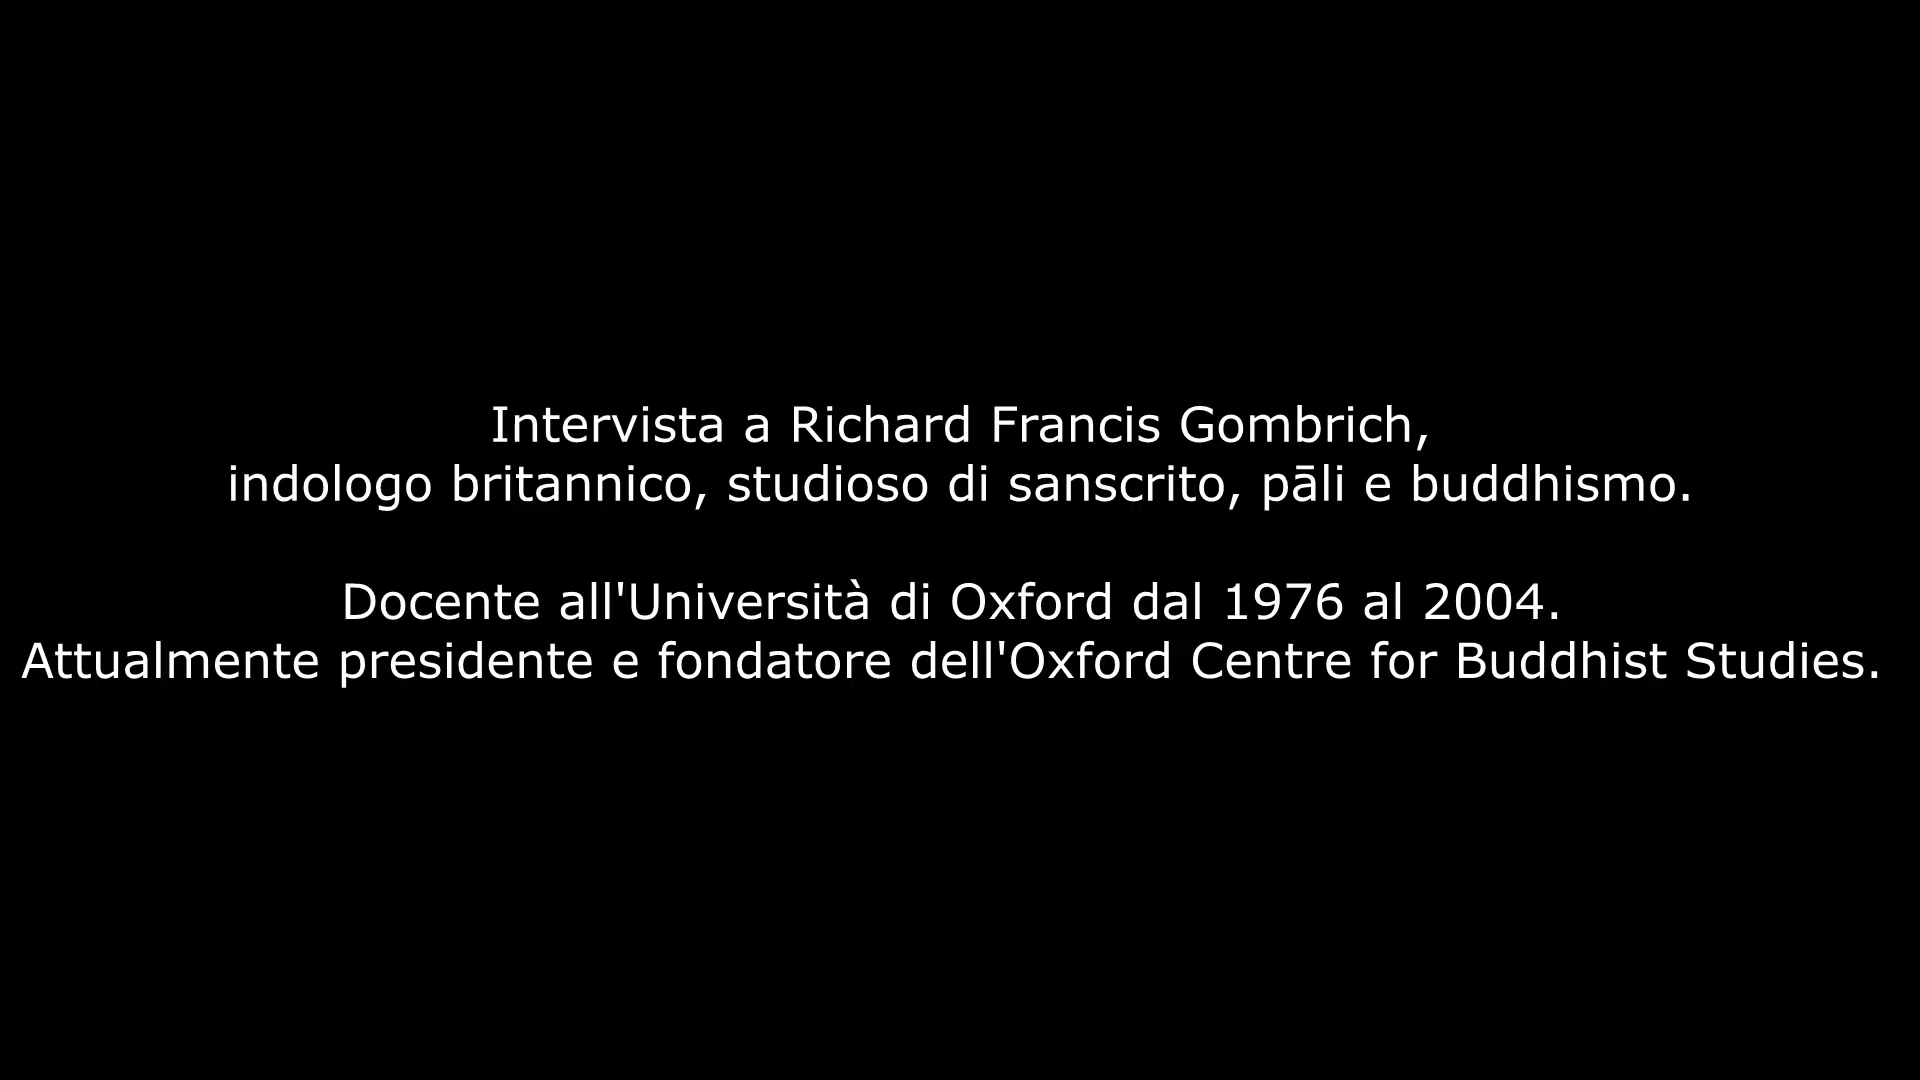 Intervista a Richard Francis Gombrich,
indologo britannico, studioso di sanscrito, pāli e buddhismo.
Docente all'Università di Oxford dal 1976 al 2004.
Attualmente presidente e fondatore dell'Oxford Centre for Buddhist Studies.